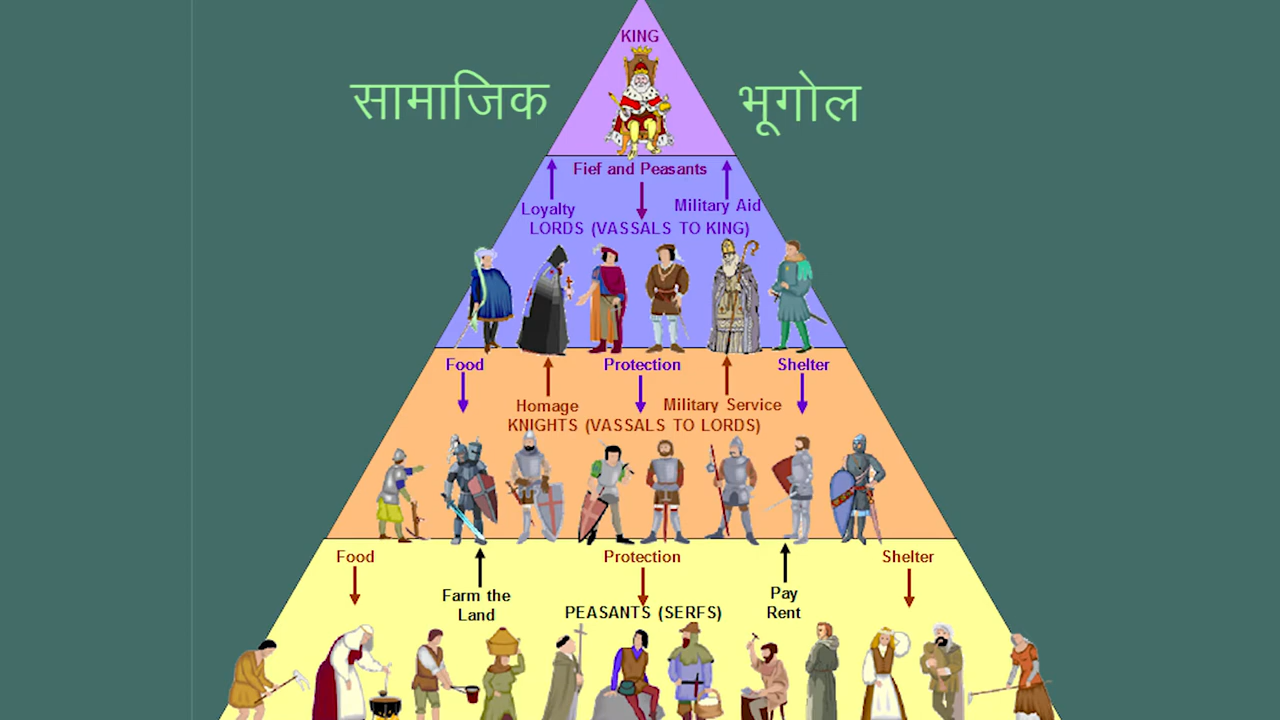 KING
सामाजिक भूगोल
Fief and Peasants
Loyalty Military Aid
LORDS (VASSALS TO KING)
Food Protection Shelter
Homage Military Service
KNIGHTS (VASSALS TO LORDS)
Food Protection Shelter
Farm the
Land
Pay
Rent
PEASANTS (SERFS)